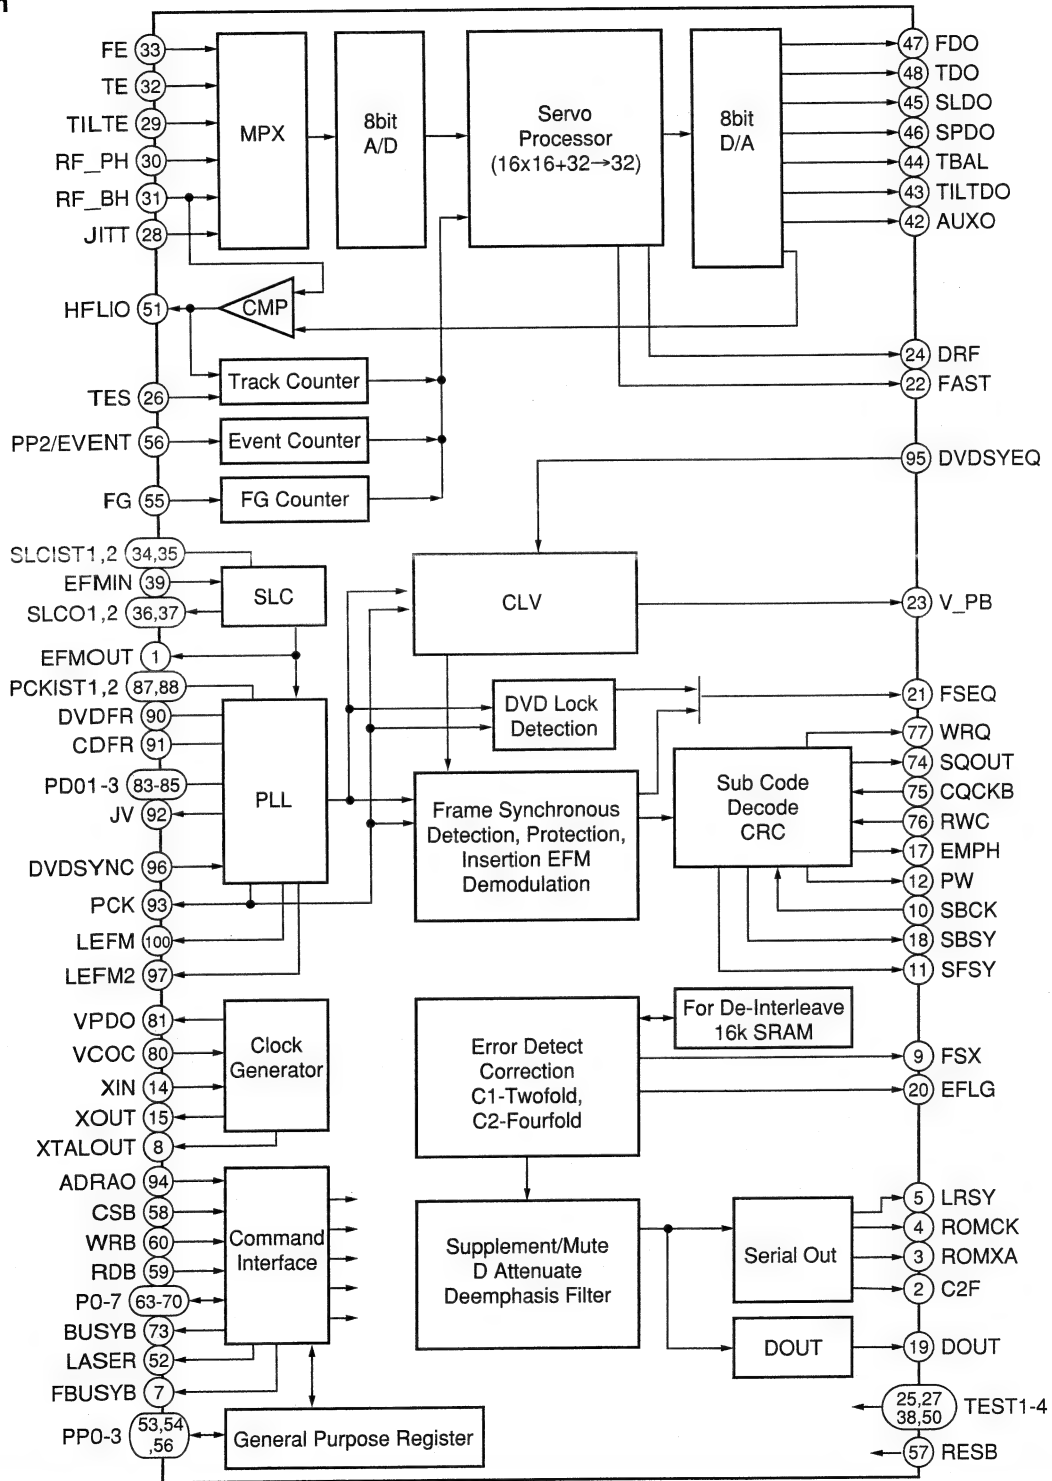 FE 33
TE 32
TILTE 29
RF_PH 30
RF_BH 31
JITT 28
MPX
8bit
A/D
Servo
Processor
(16x16+32→32)
8bit
D/A
47 FDO
48 TDO
45 SLDO
46 SPDO
44 TBAL
43 TILTDO
42 AUXO
HFLIO 51
CMP
24 DRF
22 FAST
TES 26
Track Counter
PP2/EVENT 56
Event Counter
FG 55
FG Counter
95 DVDSYEQ
SLCIST1,2 34,35
EFMIN 39
SLCO1,2 36,37
SLC
CLV
23 V_PB
EFMOUT 1
PCKIST1,2 87,88
DVDFR 90
CDFR 91
PD01-3 83-85
JV 92
DVDSYNC 96
PCK 93
LEFM 100
LEFM2 97
PLL
DVD Lock
Detection
Frame Synchronous
Detection, Protection,
Insertion EFM
Demodulation
Sub Code
Decode
CRC
21 FSEQ
77 WRQ
74 SQOUT
75 CQCKB
76 RWC
17 EMPH
12 PW
10 SBCK
18 SBSY
11 SFSY
VPDO 81
VCOC 80
XIN 14
XOUT 15
XTALOUT 8
Clock
Generator
Error Detect
Correction
C1-Twofold,
C2-Fourfold
For De-Interleave
16k SRAM
9 FSX
20 EFLG
ADRAO 94
CSB 58
WRB 60
RDB 59
P0-7 63-70
BUSYB 73
LASER 52
FBUSYB 7
PP0-3 53,54
,56
Command
Interface
General Purpose Register
Supplement/Mute
D Attenuate
Deemphasis Filter
Serial Out
DOUT
5 LRSY
4 ROMCK
3 ROMXA
2 C2F
19 DOUT
25,27
38,50 TEST1-4
57 RESB